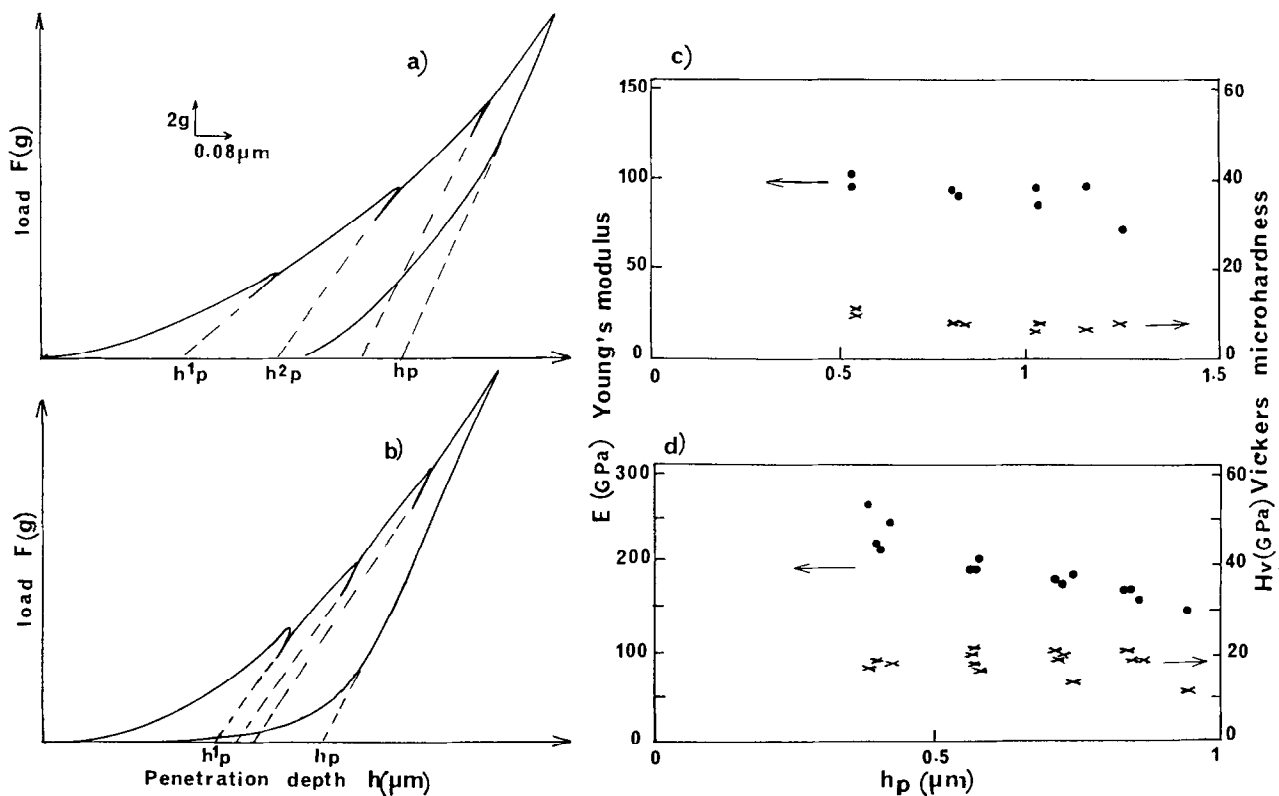 a)
load F(g)
2g
0.08μm
h¹p h²p hp
b)
load F(g)
h¹p hp
Penetration depth h(μm)
c)
150
100
50
0
60
40
20
0
0 0.5 1 1.5
E (GPa) Young's modulus
Hv(GPa) Vickers microhardness
d)
300
200
100
0
60
40
20
0
0 0.5 1
hp (μm)